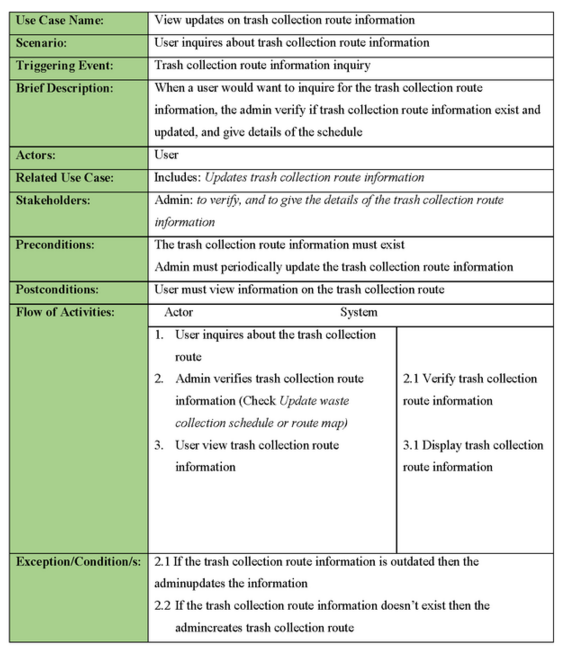 Use Case Name: View updates on trash collection route information
Scenario: User inquires about trash collection route information
Triggering Event: Trash collection route information inquiry
Brief Description: When a user would want to inquire for the trash collection route
information, the admin verify if trash collection route information exist and
updated, and give details of the schedule
Actors: User
Related Use Case: Includes: Updates trash collection route information
Stakeholders: Admin: to verify, and to give the details of the trash collection route
information
Preconditions: The trash collection route information must exist
Admin must periodically update the trash collection route information
Postconditions: User must view information on the trash collection route
Flow of Activities: Actor System
1. User inquires about the trash collection
route
2. Admin verifies trash collection route
information (Check Update waste
collection schedule or route map)
3. User view trash collection route
information
2.1 Verify trash collection
route information
3.1 Display trash collection
route information
Exception/Condition/s: 2.1 If the trash collection route information is outdated then the
adminupdates the information
2.2 If the trash collection route information doesn't exist then the
admincreates trash collection route